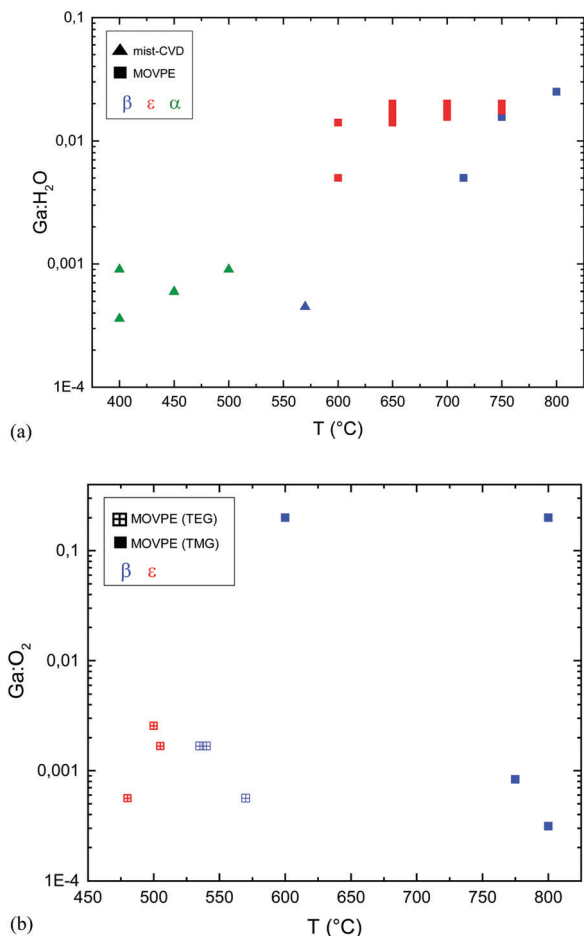 0,1
mist-CVD
MOVPE
β ε α
0,01
Ga:H₂O
0,001
1E-4
400 450 500 550 600 650 700 750 800
(a)
T (°C)
MOVPE (TEG)
MOVPE (TMG)
β ε
0,1
0,01
Ga:O₂
0,001
1E-4
450 500 550 600 650 700 750 800
(b)
T (°C)